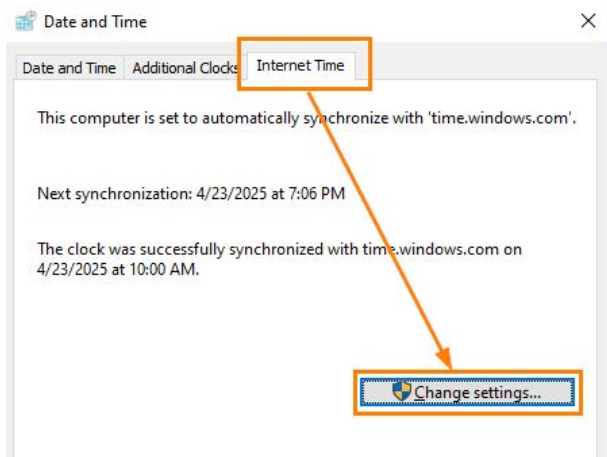 Date and Time
Date and Time Additional Clocks Internet Time
This computer is set to automatically synchronize with 'time.windows.com'.
Next synchronization: 4/23/2025 at 7:06 PM
The clock was successfully synchronized with time.windows.com on
4/23/2025 at 10:00 AM.
Change settings...